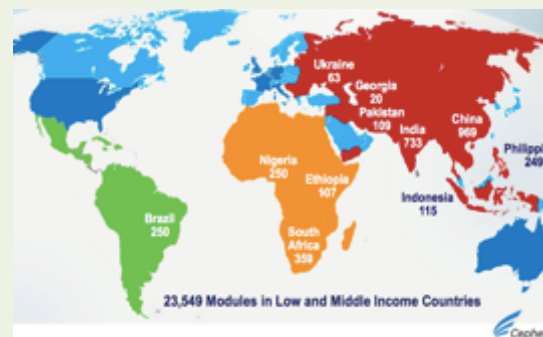 Ukraine
63
Georgia
20
Pakistan
109
India
733
China
969
Philippi
249
Nigeria
250
Ethiopia
107
Indonesia
115
Brazil
250
South
Africa
359
23,549 Modules in Low and Middle Income Countries
Cephe